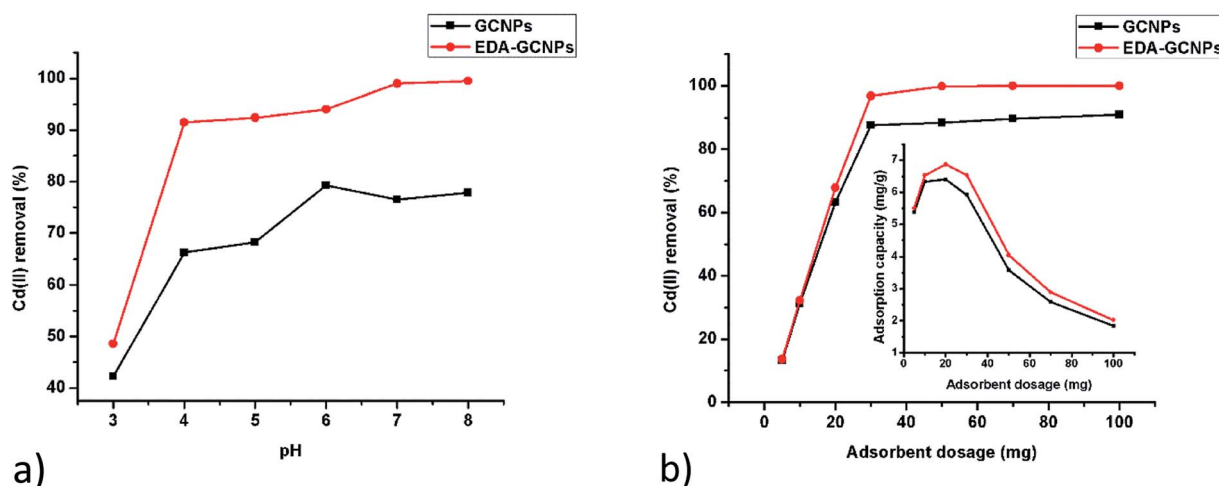 GCNPs
EDA-GCNPs
100
90
80
70
60
50
40
Cd(II) removal (%)
3 4 5 6 7 8
pH
a)
GCNPs
EDA-GCNPs
100
80
60
40
20
0
Cd(II) removal (%)
0 20 40 60 80 100
Adsorbent dosage (mg)
7
6
5
4
3
2
1
Adsorption capacity (mg/g)
0 20 40 60 80 100
Adsorbent dosage (mg)
b)